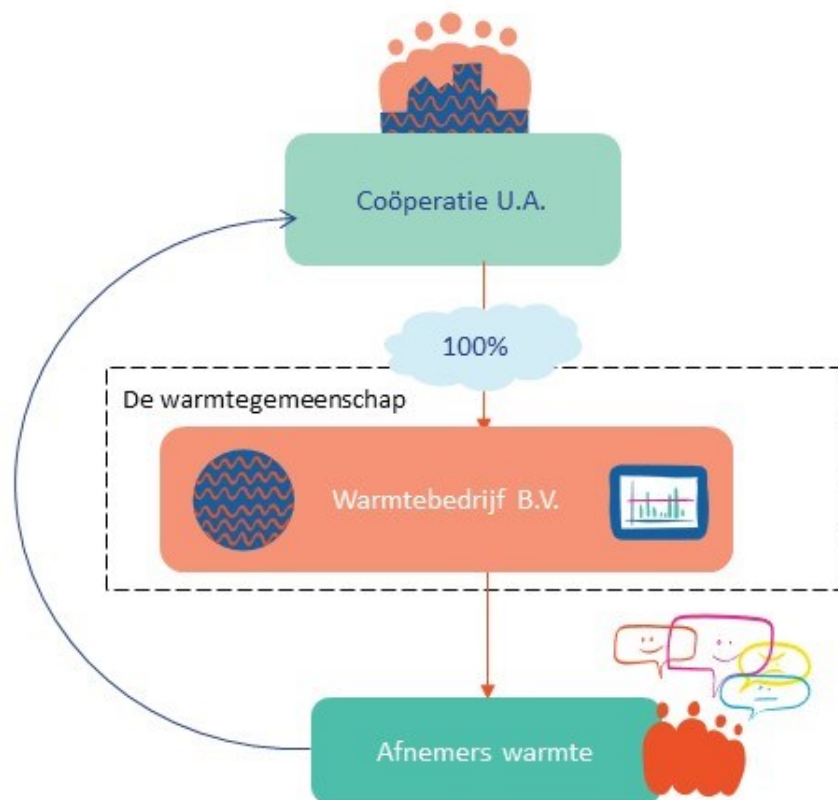 Coöperatie U.A.
100%
De warmtegemeenschap
Warmtebedrijf B.V.
Afnemers warmte